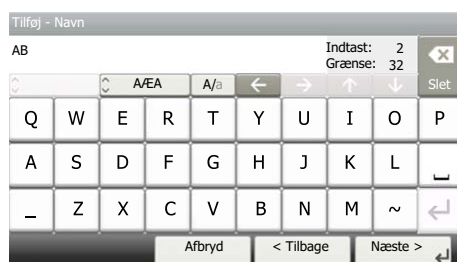 Tilføj - Navn
AB
Indtast: 2
Grænse: 32
AÆA A/a Slet
Q W E R T Y U I O P
A S D F G H J K L
_ Z X C V B N M ~
Afbryd < Tilbage Næste >